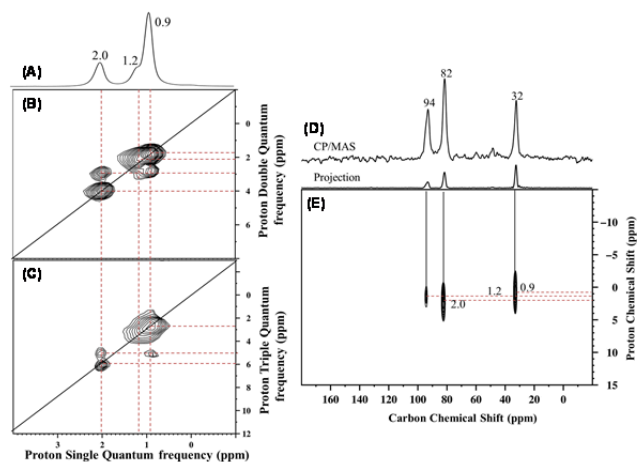 (A)
2.0
1.2
0.9
(B)
0
2
4
6
Proton Double Quantum
frequency (ppm)
(C)
0
2
4
6
8
10
12
Proton Triple Quantum
frequency (ppm)
3
2
1
0
Proton Single Quantum frequency (ppm)
(D)
94
82
32
CP/MAS
Projection
(E)
-15
-10
-5
0
5
10
15
Proton Chemical Shift (ppm)
1.2
0.9
2.0
160
140
120
100
80
60
40
20
0
Carbon Chemical Shift (ppm)